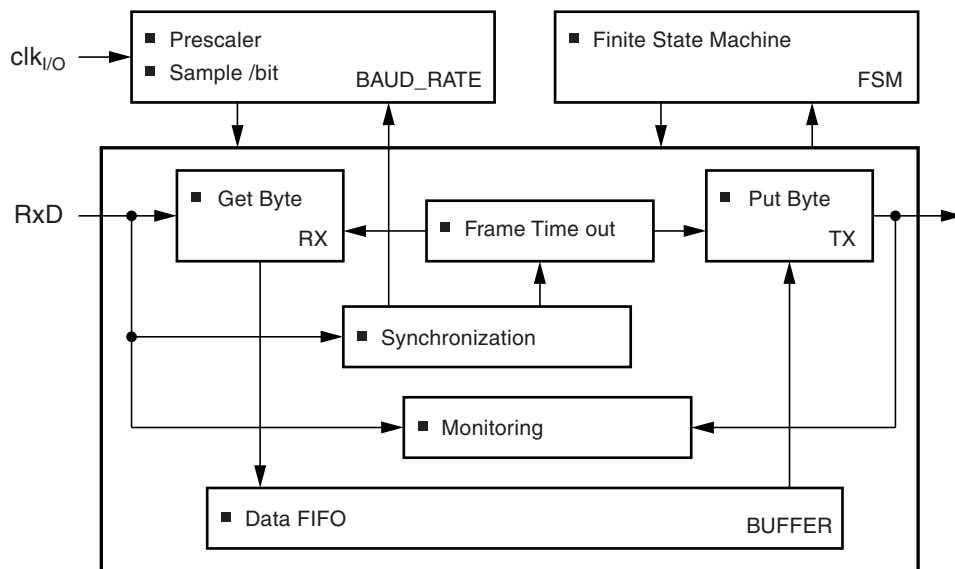 Prescaler
Sample /bit
BAUD_RATE
clkI/O
Finite State Machine
FSM
RxD
Get Byte
RX
Frame Time out
Put Byte
TX
Synchronization
Monitoring
Data FIFO
BUFFER